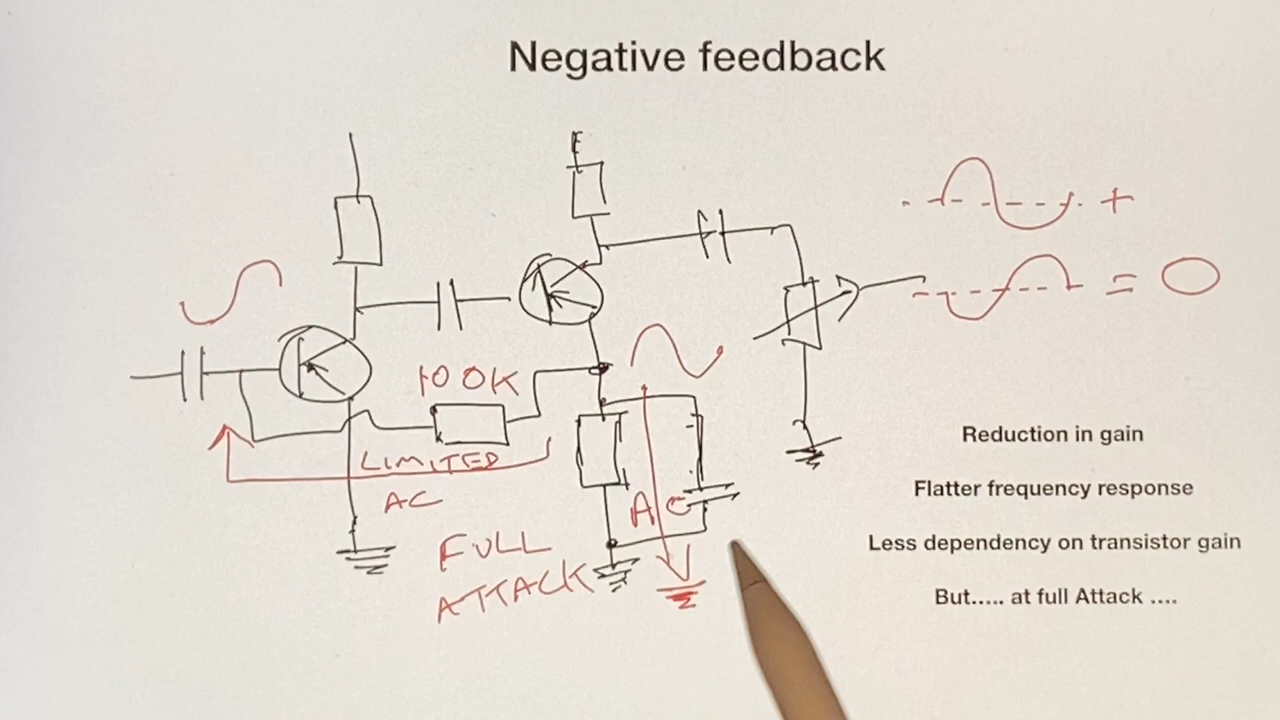 Negative feedback
+
= 0
100K
LIMITED
AC
AC
FULL
ATTACK
Reduction in gain
Flatter frequency response
Less dependency on transistor gain
But..... at full Attack ....